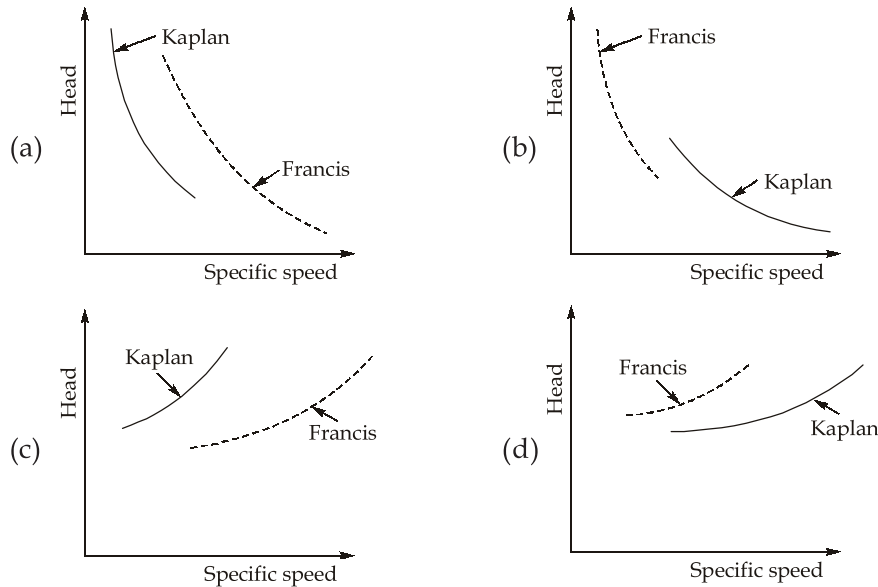 (a)
Head
Kaplan
Francis
Specific speed
(b)
Head
Francis
Kaplan
Specific speed
(c)
Head
Kaplan
Francis
Specific speed
(d)
Head
Francis
Kaplan
Specific speed